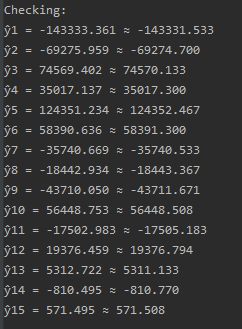 Checking:
ŷ1 = -143333.361 ≈ -143331.533
ŷ2 = -69275.959 ≈ -69274.700
ŷ3 = 74569.402 ≈ 74570.133
ŷ4 = 35017.137 ≈ 35017.300
ŷ5 = 124351.234 ≈ 124352.467
ŷ6 = 58390.636 ≈ 58391.300
ŷ7 = -35740.669 ≈ -35740.533
ŷ8 = -18442.934 ≈ -18443.367
ŷ9 = -43710.050 ≈ -43711.671
ŷ10 = 56448.753 ≈ 56448.508
ŷ11 = -17502.983 ≈ -17505.183
ŷ12 = 19376.459 ≈ 19376.794
ŷ13 = 5312.722 ≈ 5311.133
ŷ14 = -810.495 ≈ -810.770
ŷ15 = 571.495 ≈ 571.508